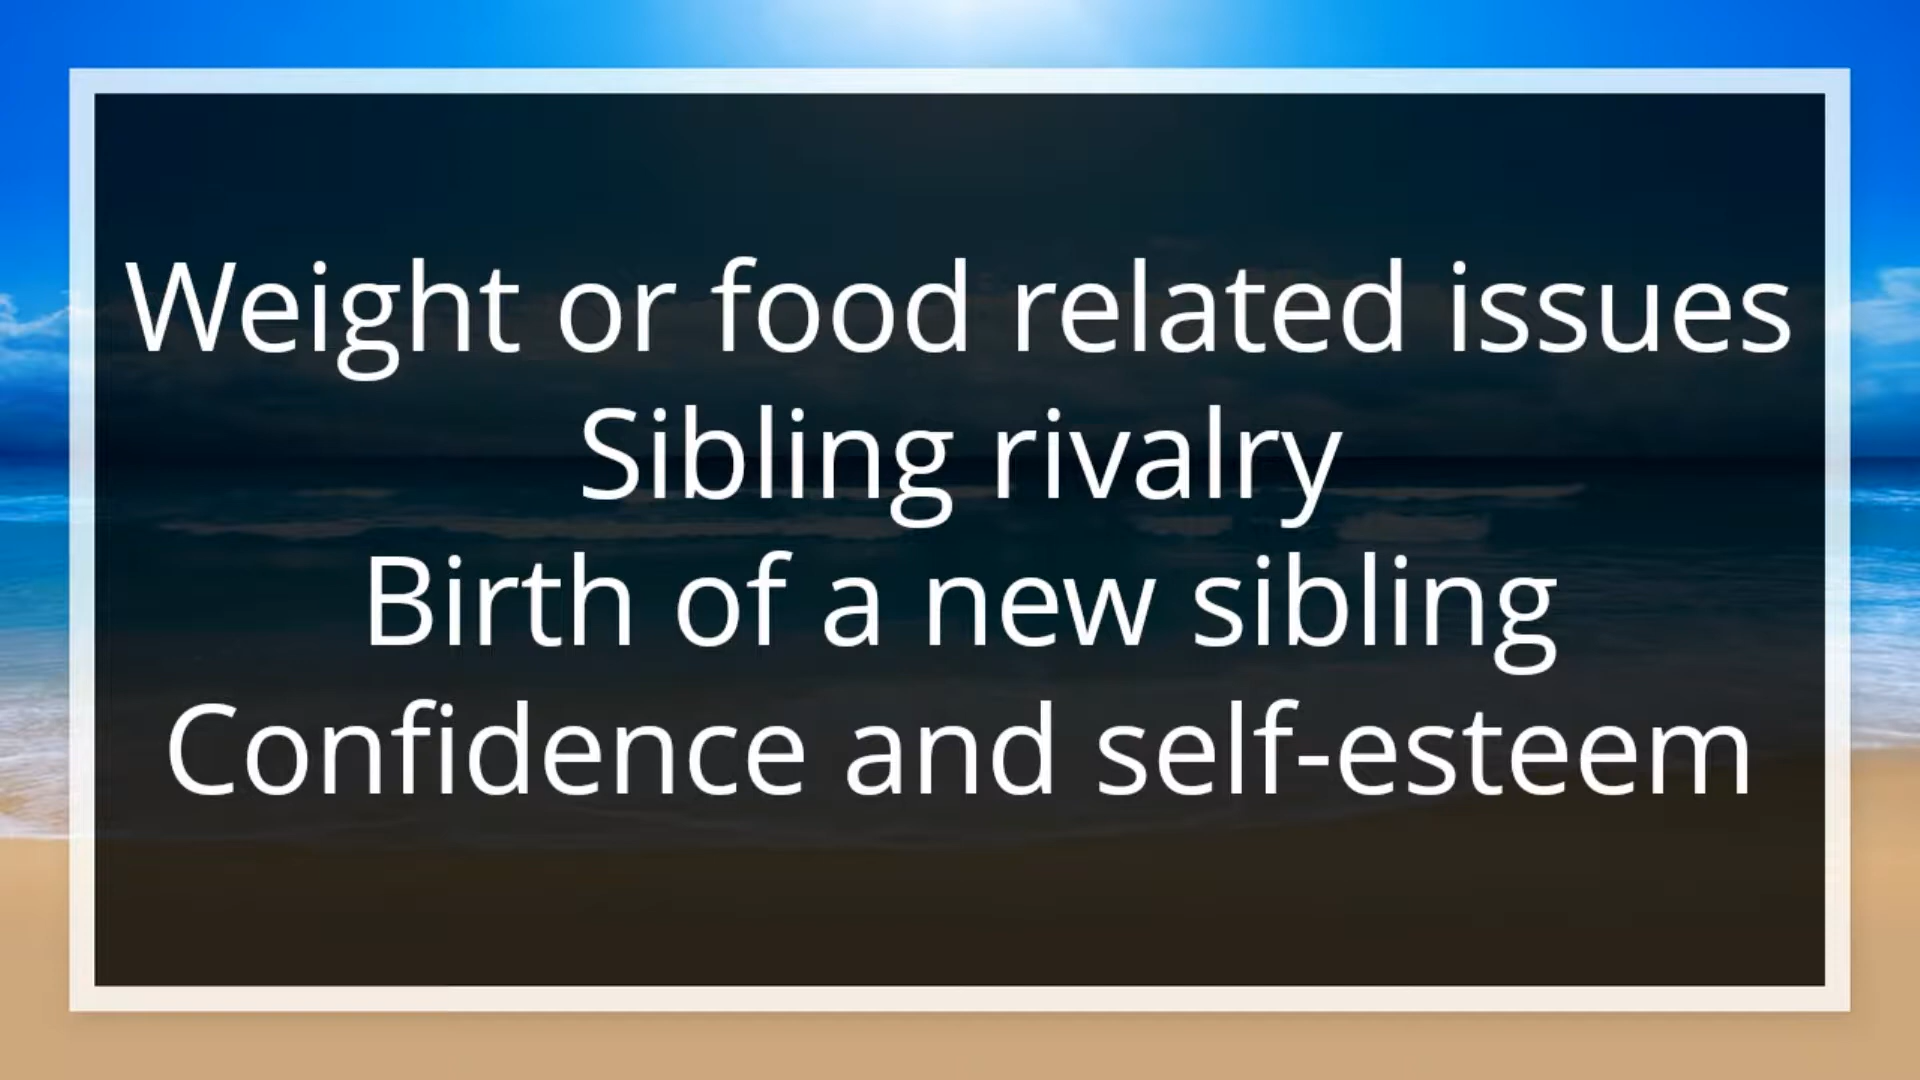 Weight or food related issues
Sibling rivalry
Birth of a new sibling
Confidence and self-esteem